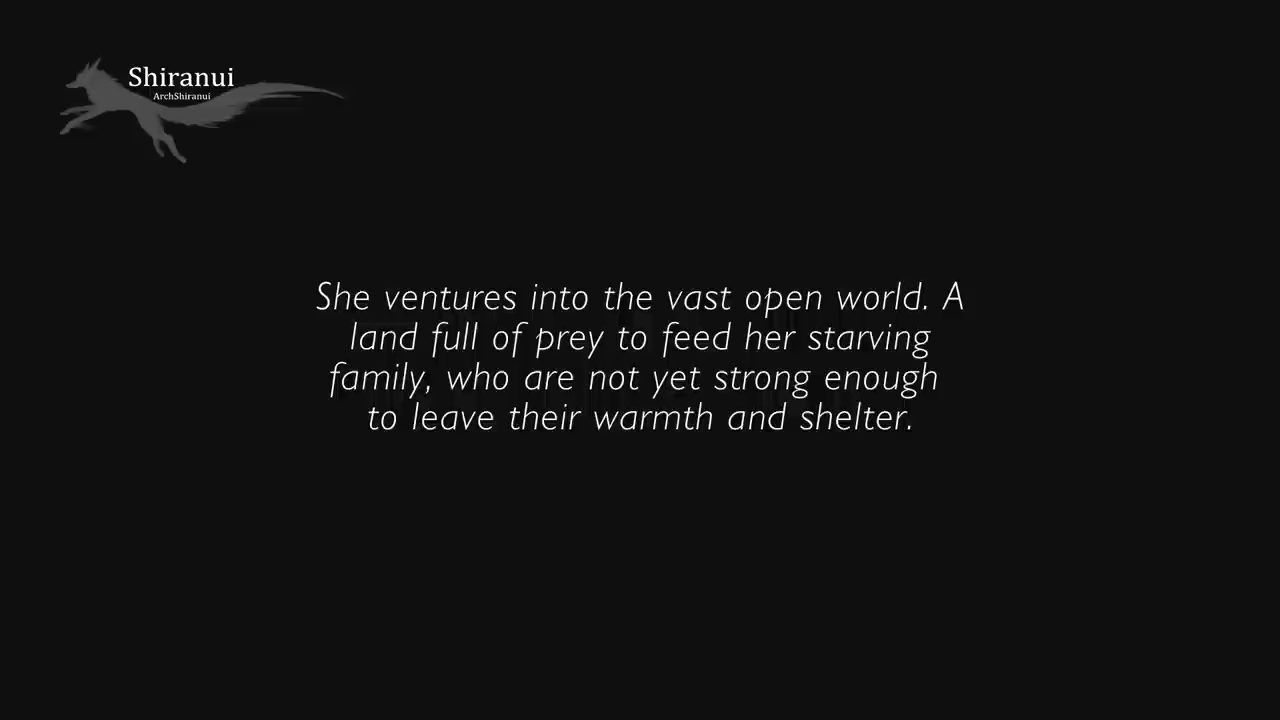 Shiranui
ArchShiranui
She ventures into the vast open world. A
land full of prey to feed her starving
family, who are not yet strong enough
to leave their warmth and shelter.